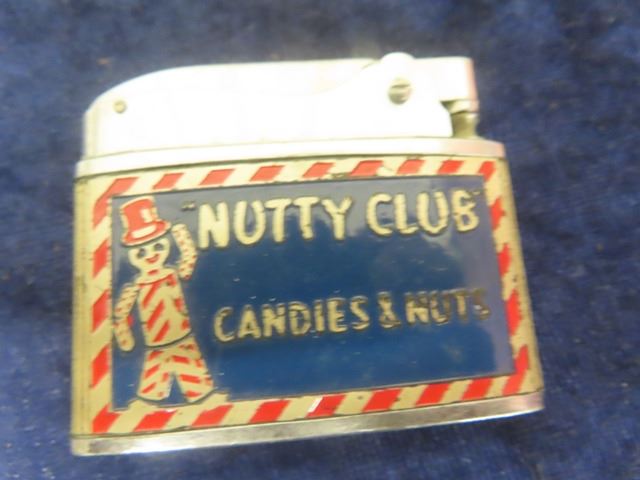 "NUTTY CLUB"
CANDIES & NUTS